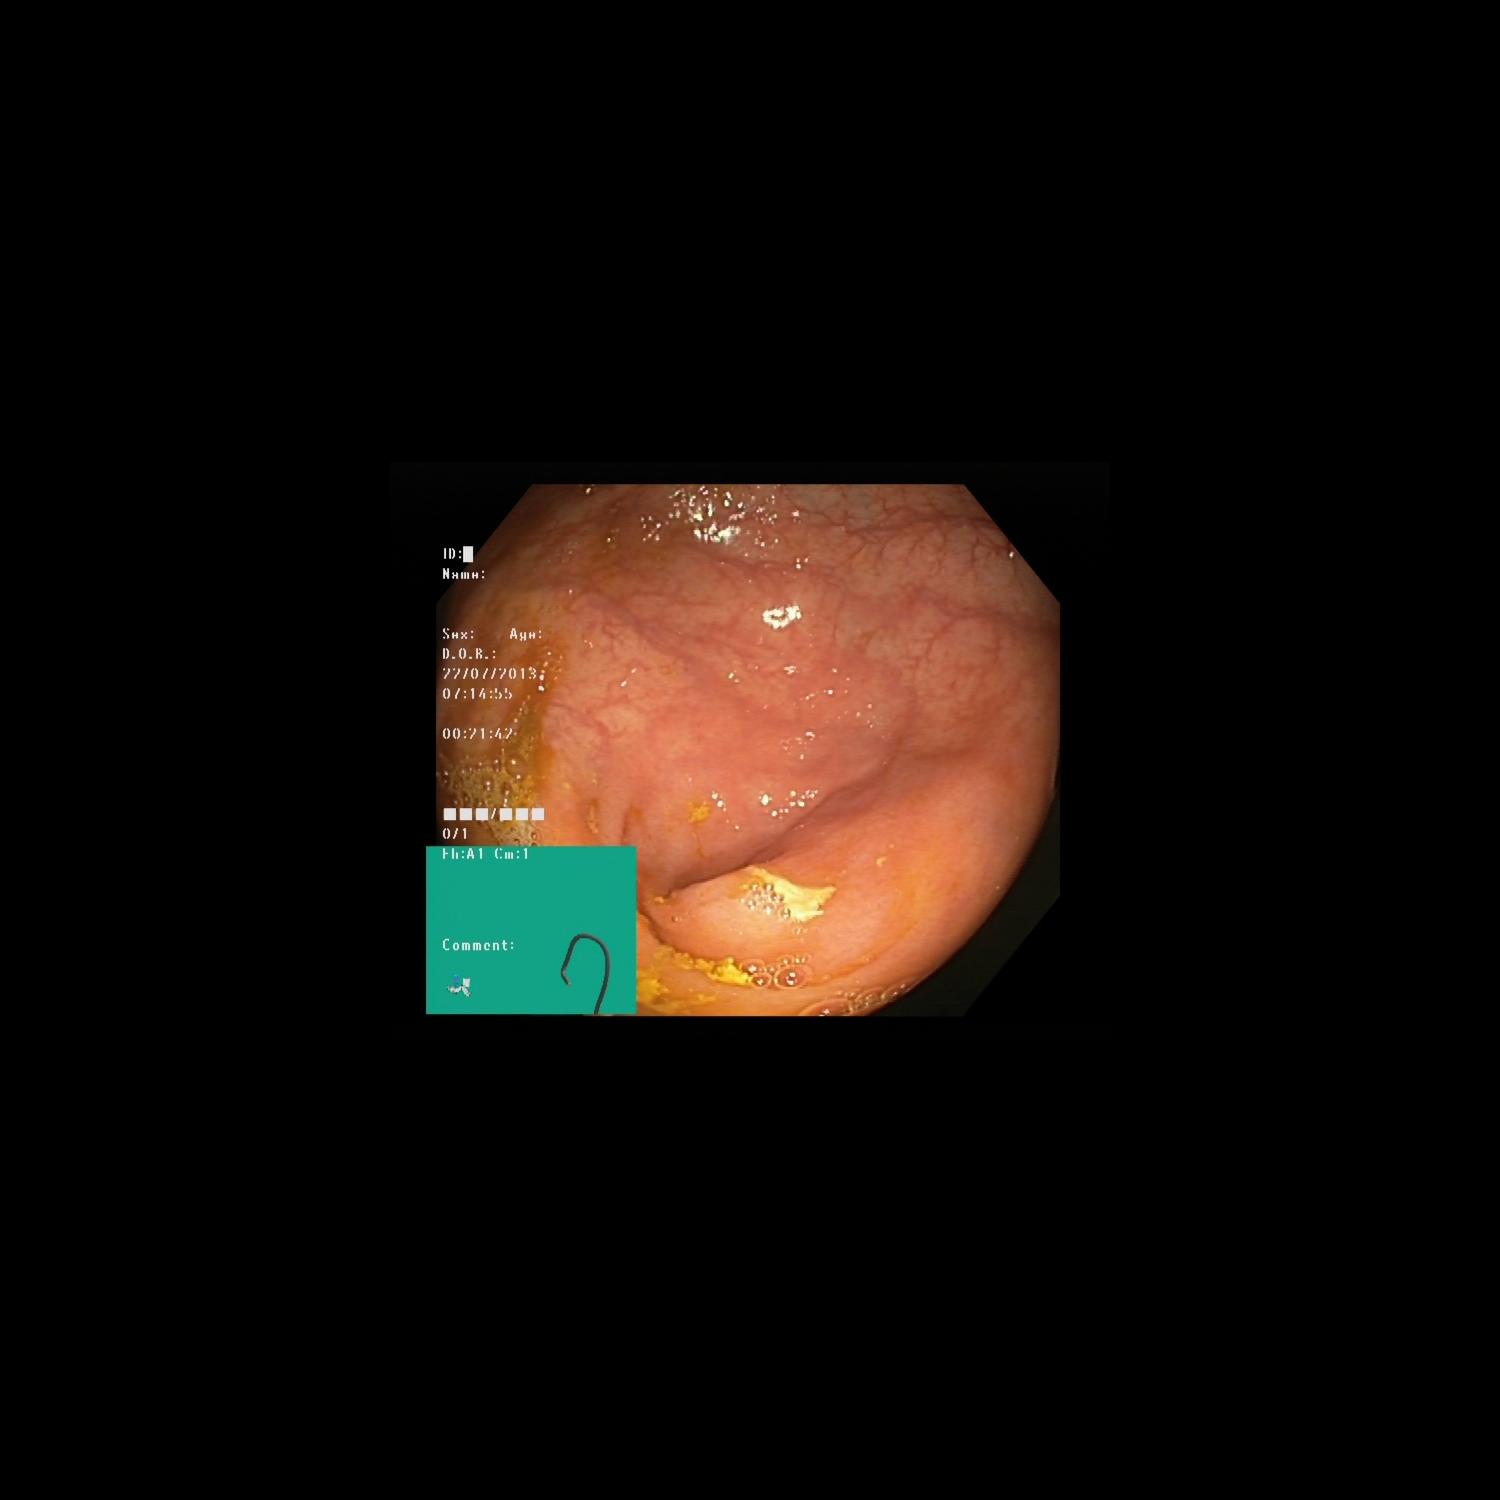 ID:
Name:
Sex: Age:
D.O.B.:
22/07/2013
07:14:55
00:21:42
■■■/■■■
0/1
Eh:A1 Cm:1
Comment: